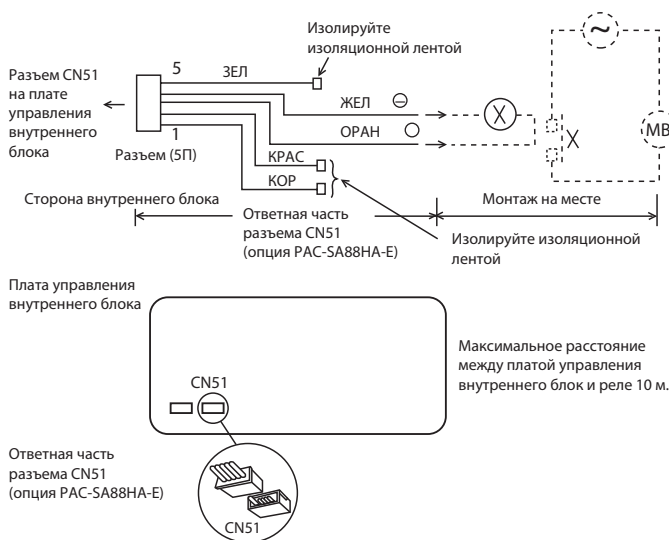 Изолируйте
изоляционной лентой
Разъем CN51
на плате
управления
внутреннего
блока
5
ЗЕЛ
ЖЕЛ
ОРАН
X
X
~
МВ
1
Разъем (5П)
КРАС
КОР
Сторона внутреннего блока
Ответная часть
разъема CN51
(опция PAC-SA88HA-E)
Монтаж на месте
Изолируйте изоляционной
лентой
Плата управления
внутреннего блока
CN51
Максимальное расстояние
между платой управления
внутреннего блок и реле 10 м.
Ответная часть
разъема CN51
(опция PAC-SA88HA-E)
CN51